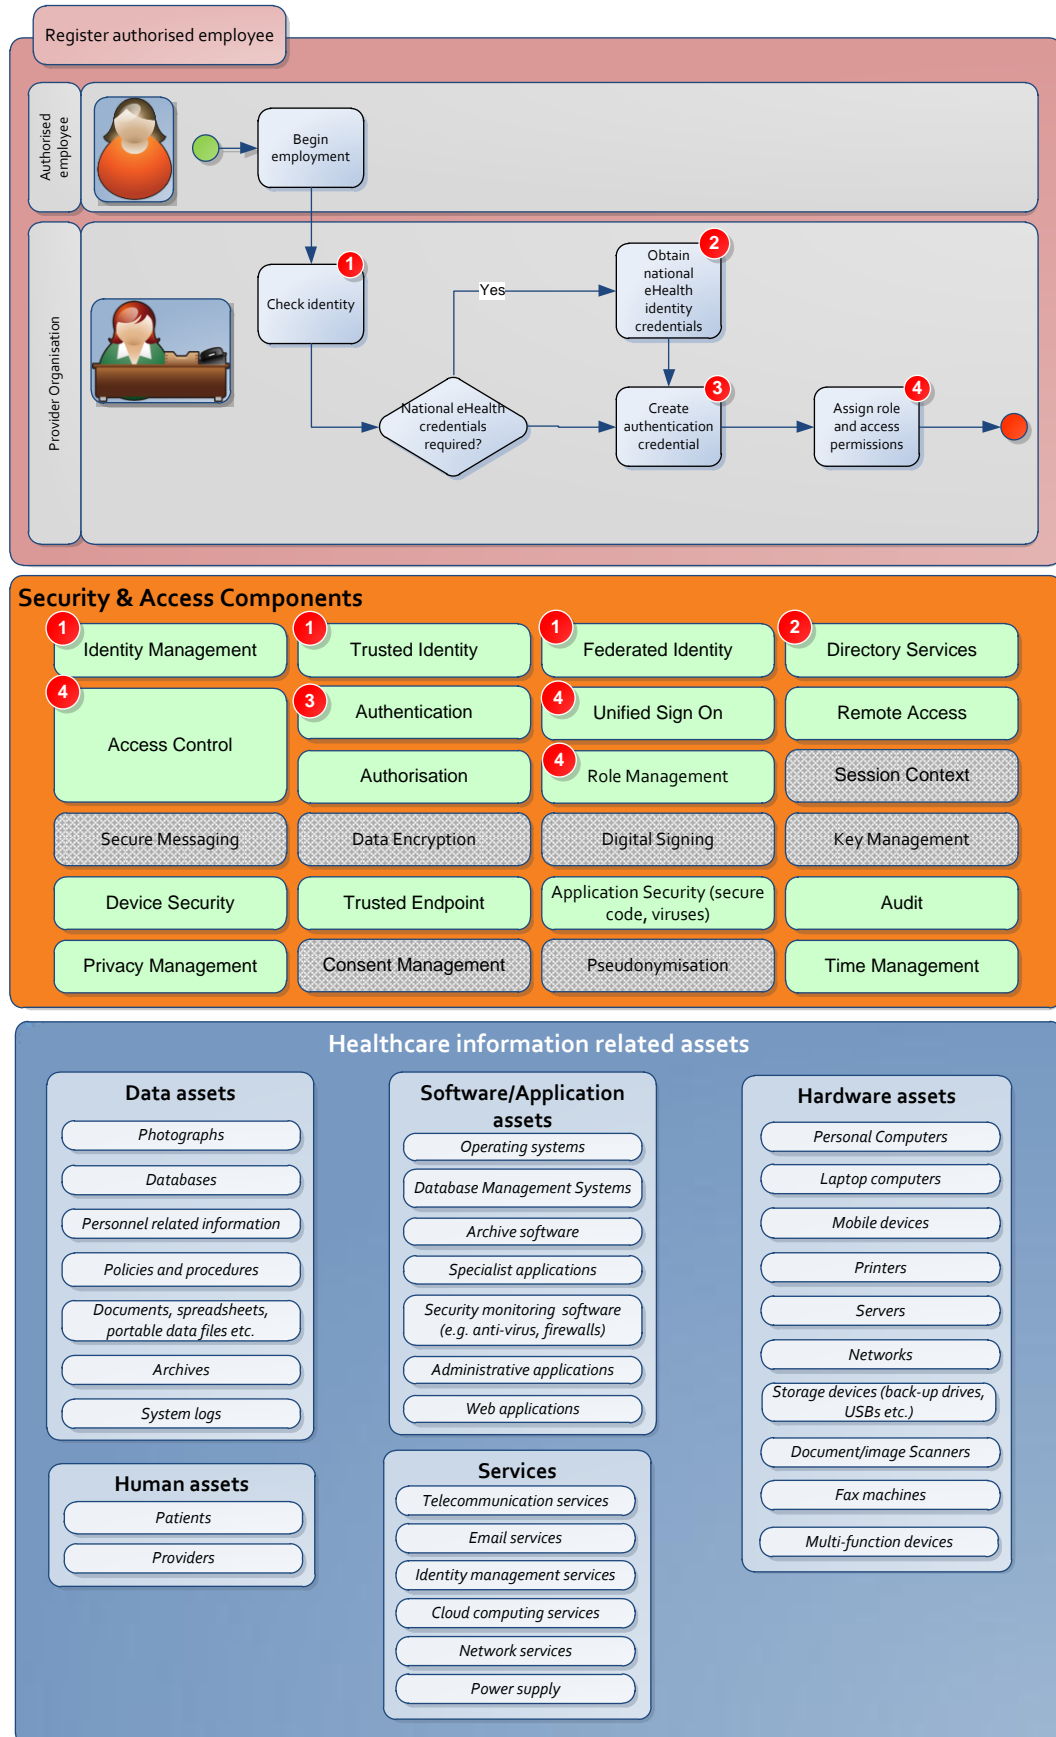 Register authorised employee
Authorised
employee
Begin
employment
Provider Organisation
1
Check identity
Yes
2
Obtain
national
eHealth
identity
credentials
National eHealth
credentials
required?
3
Create
authentication
credential
4
Assign role
and access
permissions
Security & Access Components
1
Identity Management
1
Trusted Identity
1
Federated Identity
2
Directory Services
4
Access Control
3
Authentication
4
Unified Sign On
Remote Access
Authorisation
4
Role Management
Session Context
Secure Messaging
Data Encryption
Digital Signing
Key Management
Device Security
Trusted Endpoint
Application Security (secure
code, viruses)
Audit
Privacy Management
Consent Management
Pseudonymisation
Time Management
Healthcare information related assets
Data assets
Photographs
Databases
Personnel related information
Policies and procedures
Documents, spreadsheets,
portable data files etc.
Archives
System logs
Human assets
Patients
Providers
Software/Application
assets
Operating systems
Database Management Systems
Archive software
Specialist applications
Security monitoring software
(e.g. anti-virus, firewalls)
Administrative applications
Web applications
Services
Telecommunication services
Email services
Identity management services
Cloud computing services
Network services
Power supply
Hardware assets
Personal Computers
Laptop computers
Mobile devices
Printers
Servers
Networks
Storage devices (back-up drives,
USBs etc.)
Document/image Scanners
Fax machines
Multi-function devices